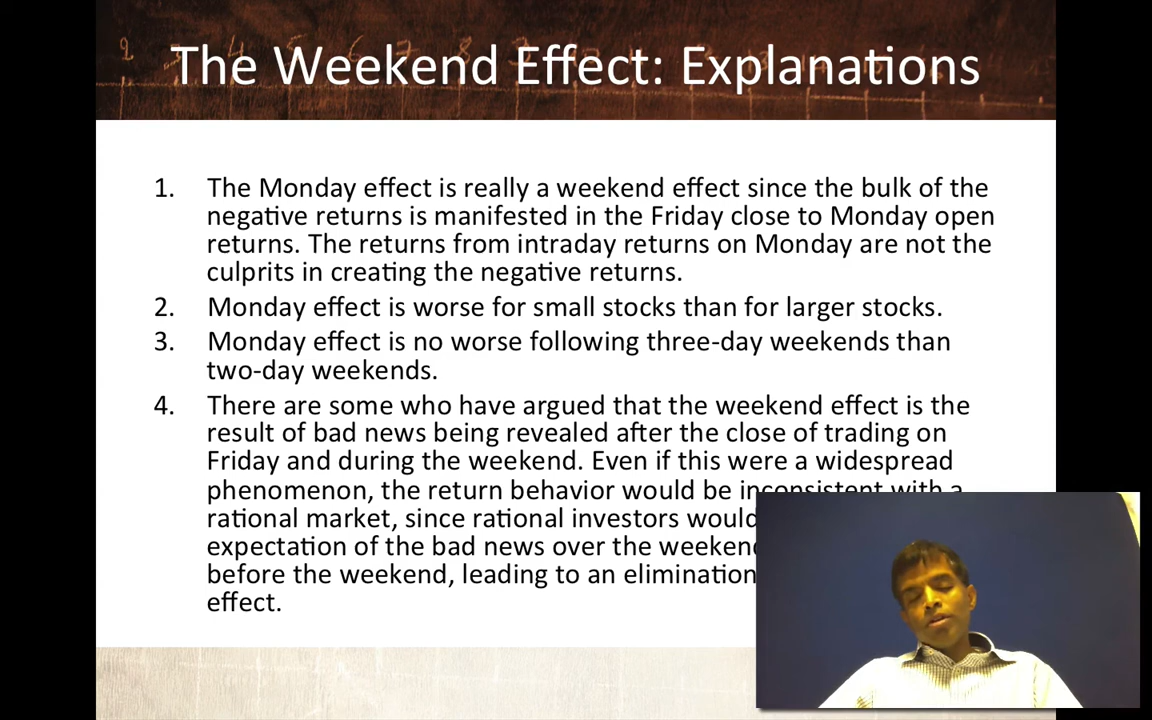 The Weekend Effect: Explanations
1. The Monday effect is really a weekend effect since the bulk of the
negative returns is manifested in the Friday close to Monday open
returns. The returns from intraday returns on Monday are not the
culprits in creating the negative returns.
2. Monday effect is worse for small stocks than for larger stocks.
3. Monday effect is no worse following three-day weekends than
two-day weekends.
4. There are some who have argued that the weekend effect is the
result of bad news being revealed after the close of trading on
Friday and during the weekend. Even if this were a widespread
phenomenon, the return behavior would be inconsistent with a
rational market, since rational investors would
expectation of the bad news over the weekend
before the weekend, leading to an elimination
effect.